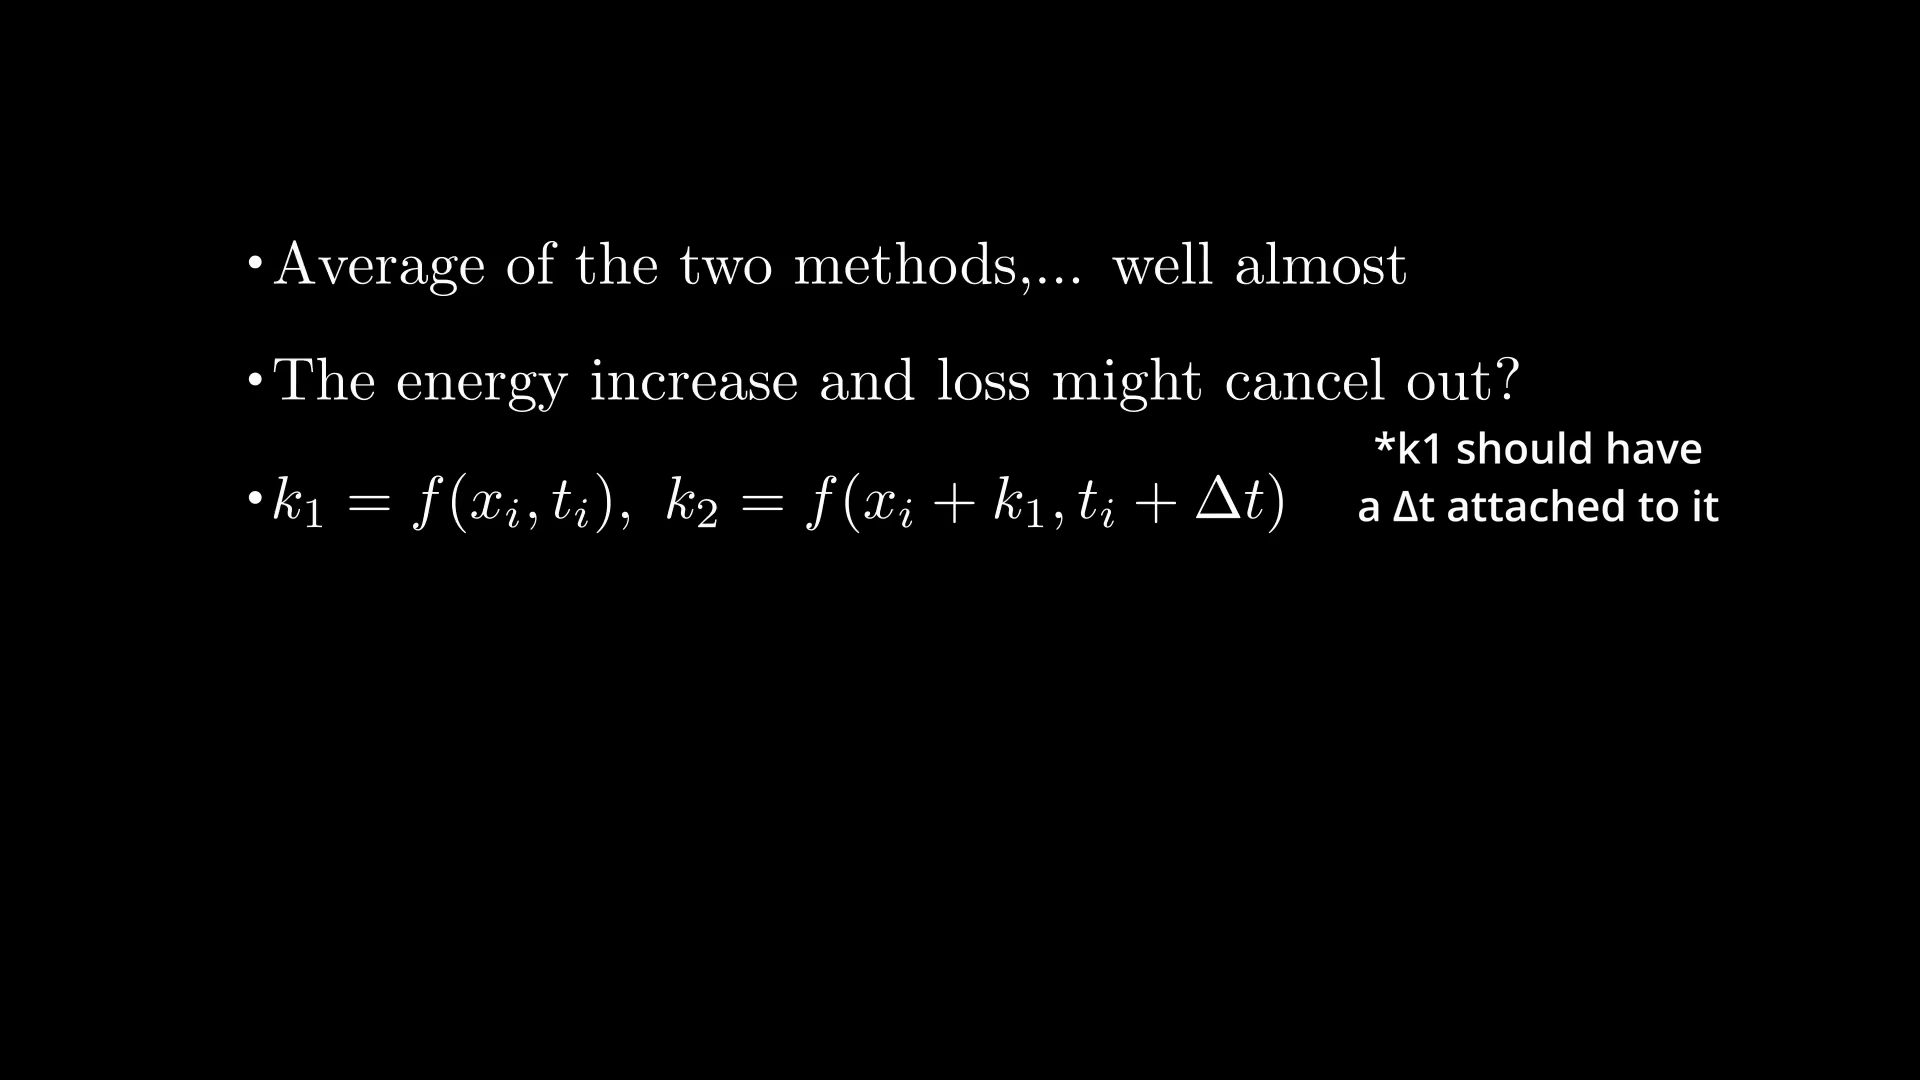 •Average of the two methods,... well almost
•The energy increase and loss might cancel out?
•k₁ = f(xᵢ, tᵢ), k₂ = f(xᵢ + k₁, tᵢ + Δt)
*k1 should have
a Δt attached to it